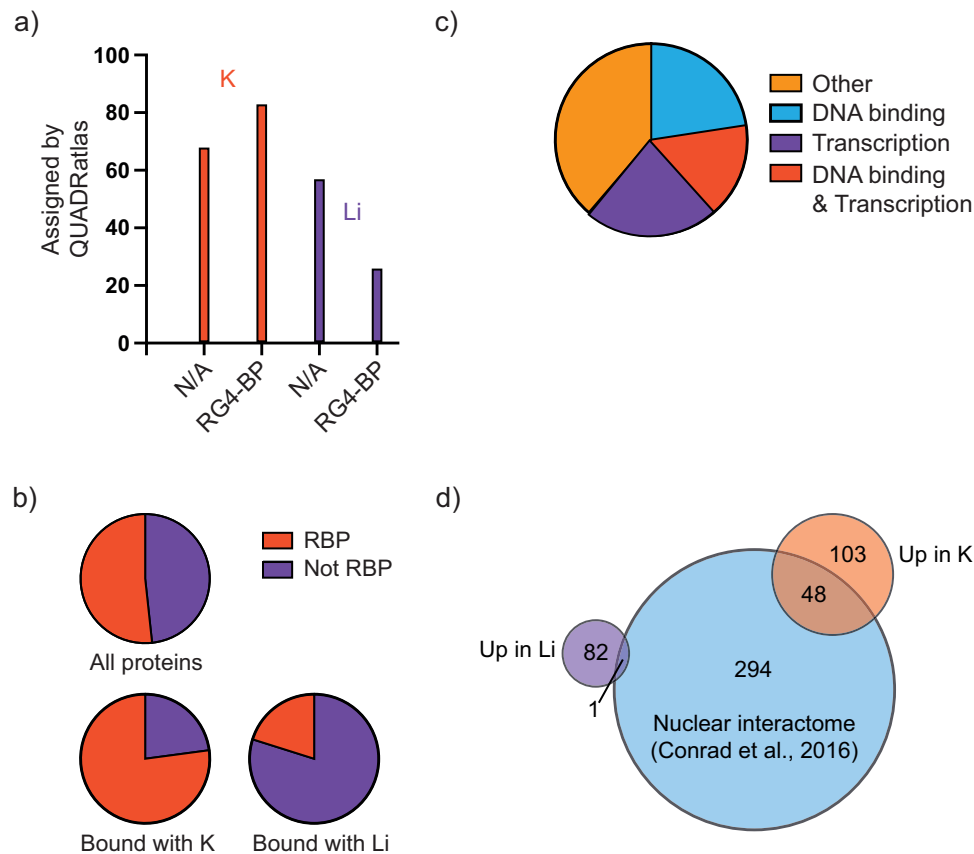 a)
Assigned by
QUADRatlas
100
80
60
40
20
0
K
Li
N/A
RG4-BP
N/A
RG4-BP
b)
RBP
Not RBP
All proteins
Bound with K
Bound with Li
c)
Other
DNA binding
Transcription
DNA binding
& Transcription
d)
103
Up in K
48
Up in Li
82
1
294
Nuclear interactome
(Conrad et al., 2016)